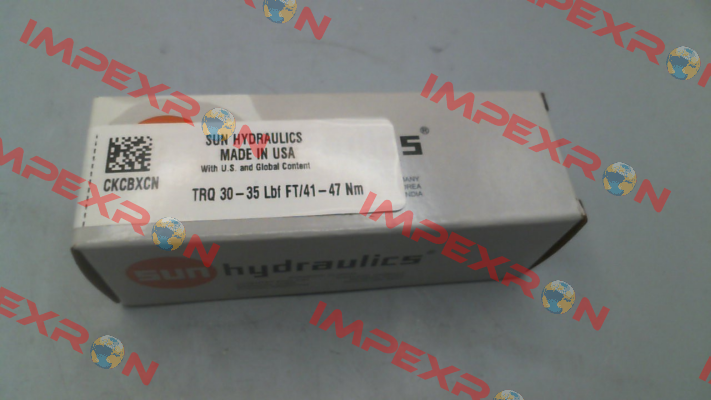 SUN HYDRAULICS
MADE IN USA
With U.S. and Global Content
CKCBXCN
TRQ 30-35 Lbf FT/41-47 Nm
sun hydraulics®
IMPEXRON
IMPEXRON
IMPEXRON
IMPEXRON
IMPEXRON
IMPEXRON
IMPEXRON
IMPEXRON